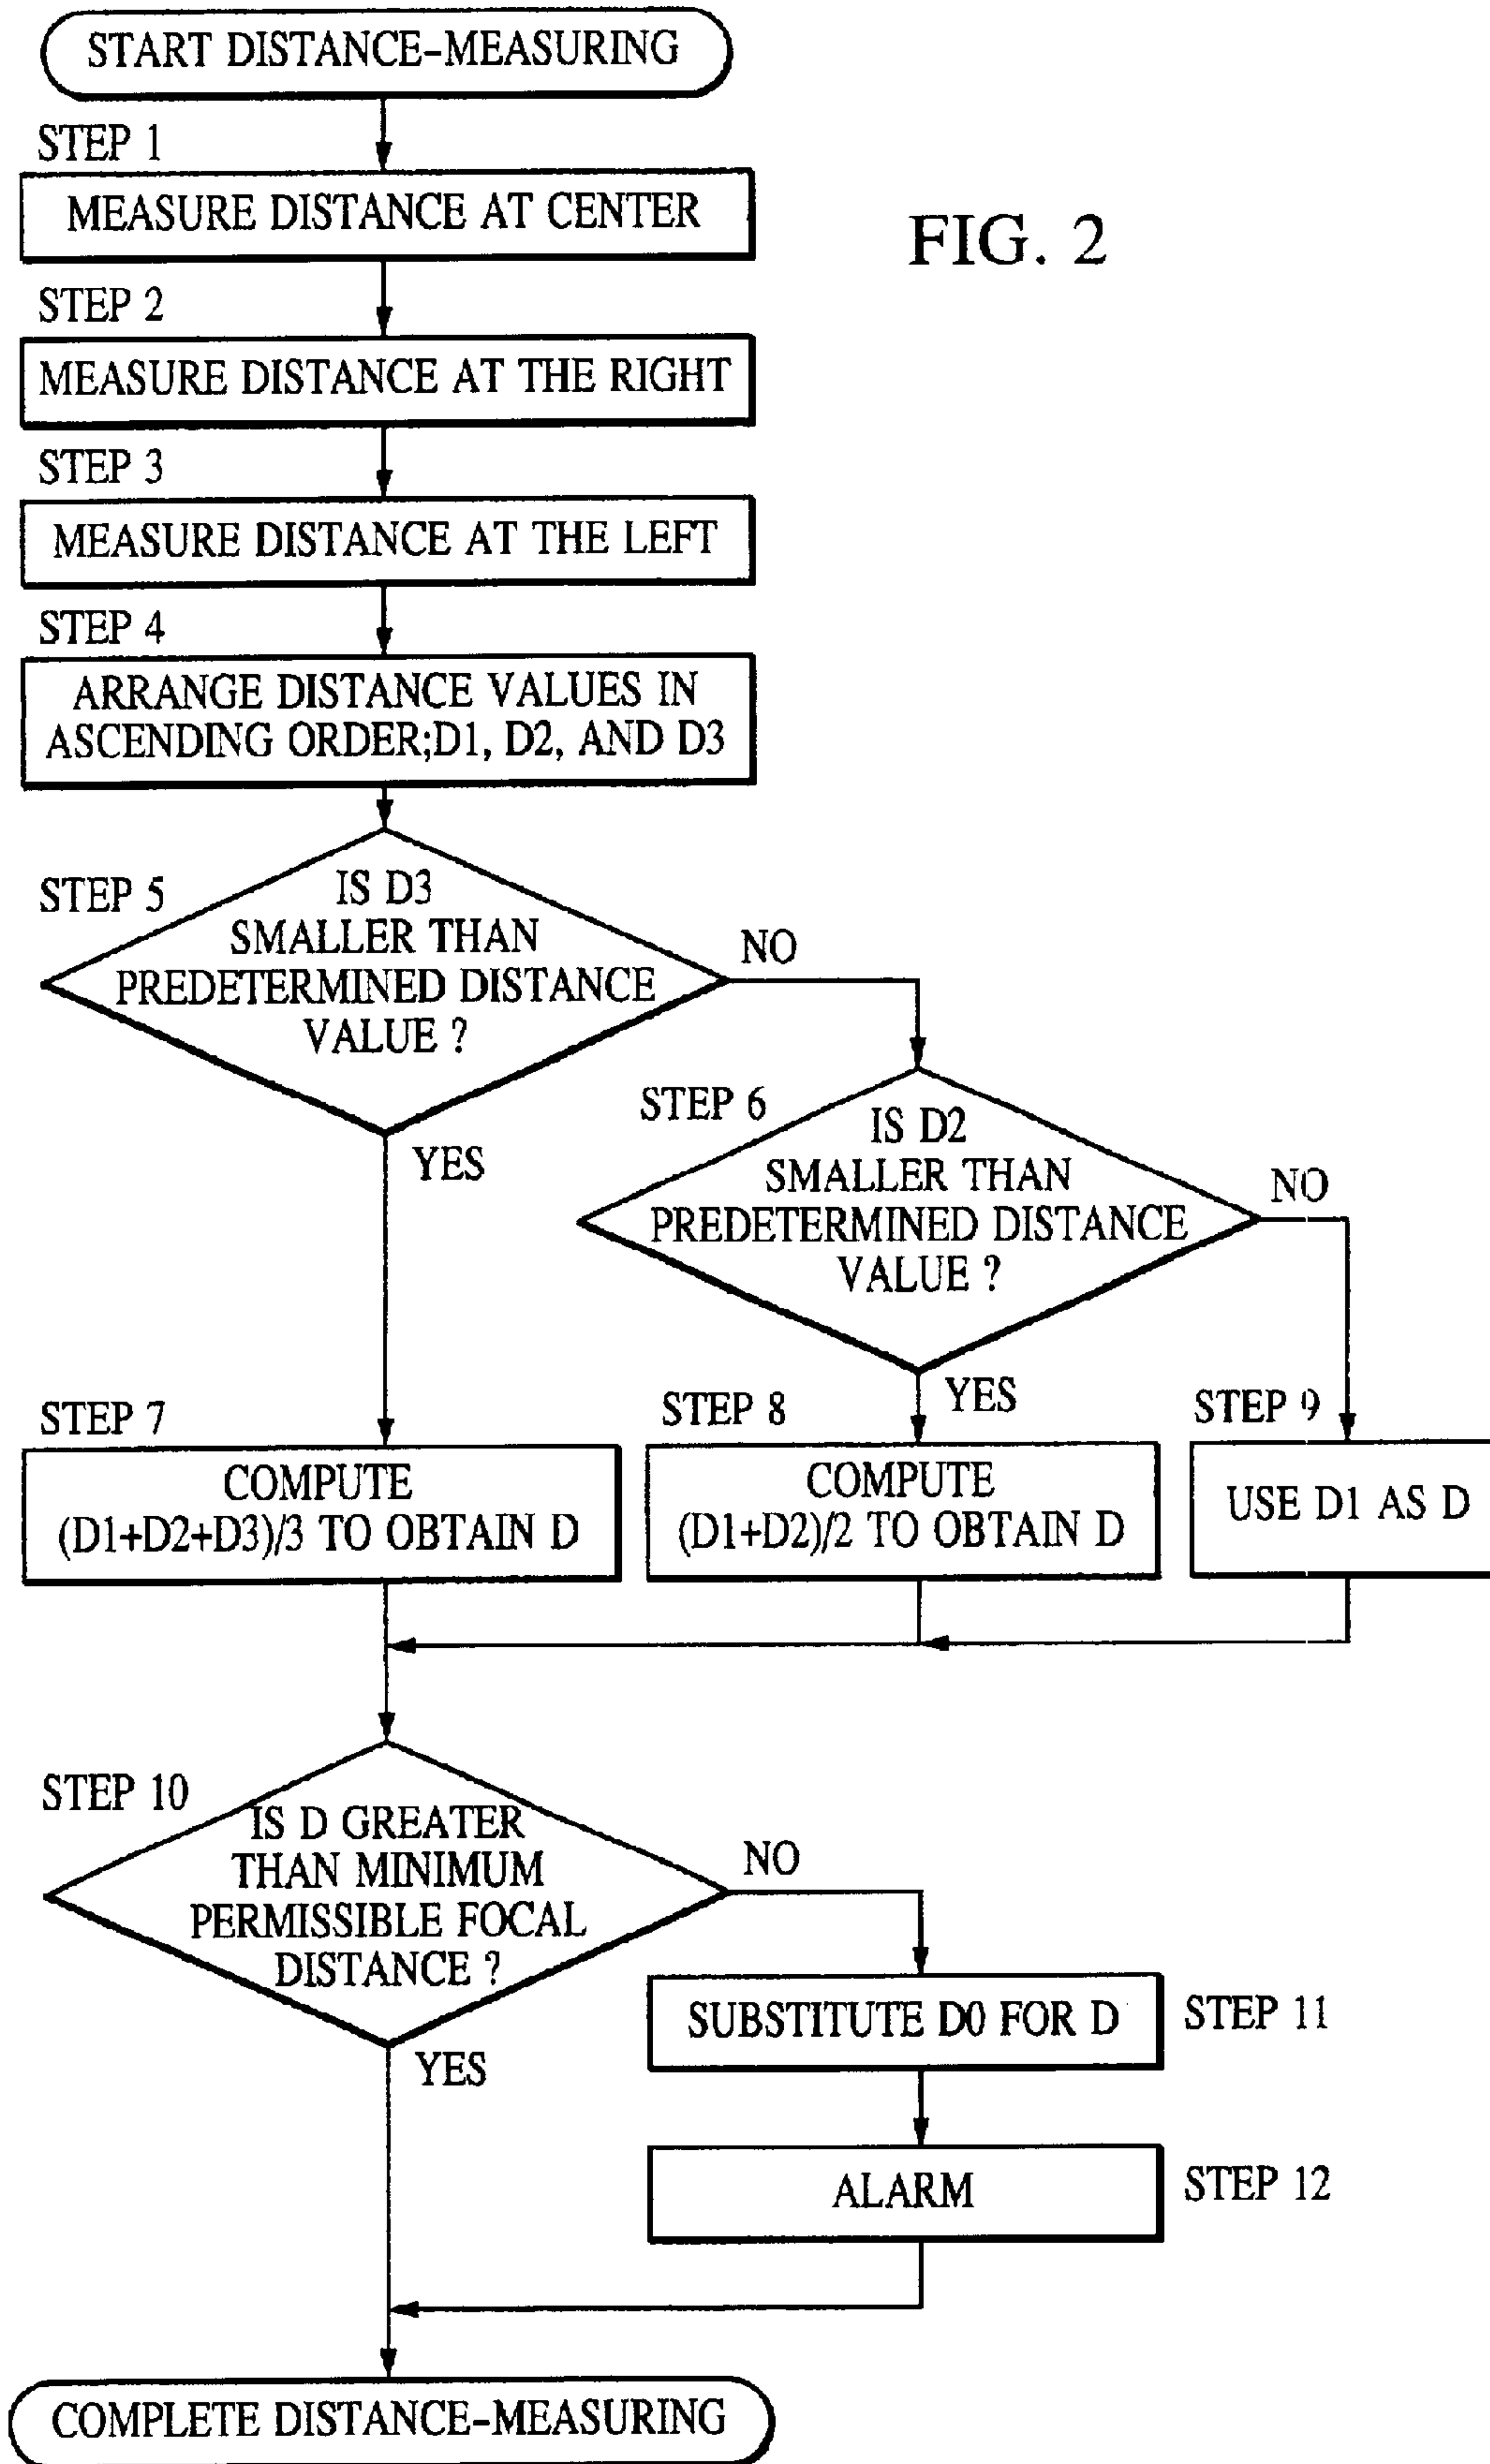 START DISTANCE-MEASURING
STEP 1
MEASURE DISTANCE AT CENTER
FIG. 2
STEP 2
MEASURE DISTANCE AT THE RIGHT
STEP 3
MEASURE DISTANCE AT THE LEFT
STEP 4
ARRANGE DISTANCE VALUES IN
ASCENDING ORDER;D1, D2, AND D3
STEP 5
IS D3
SMALLER THAN
PREDETERMINED DISTANCE
VALUE ?
NO
YES
STEP 6
IS D2
SMALLER THAN
PREDETERMINED DISTANCE
VALUE ?
NO
YES
STEP 7
COMPUTE
(D1+D2+D3)/3 TO OBTAIN D
STEP 8
COMPUTE
(D1+D2)/2 TO OBTAIN D
STEP 9
USE D1 AS D
STEP 10
IS D GREATER
THAN MINIMUM
PERMISSIBLE FOCAL
DISTANCE ?
NO
YES
SUBSTITUTE D0 FOR D
STEP 11
ALARM
STEP 12
COMPLETE DISTANCE-MEASURING